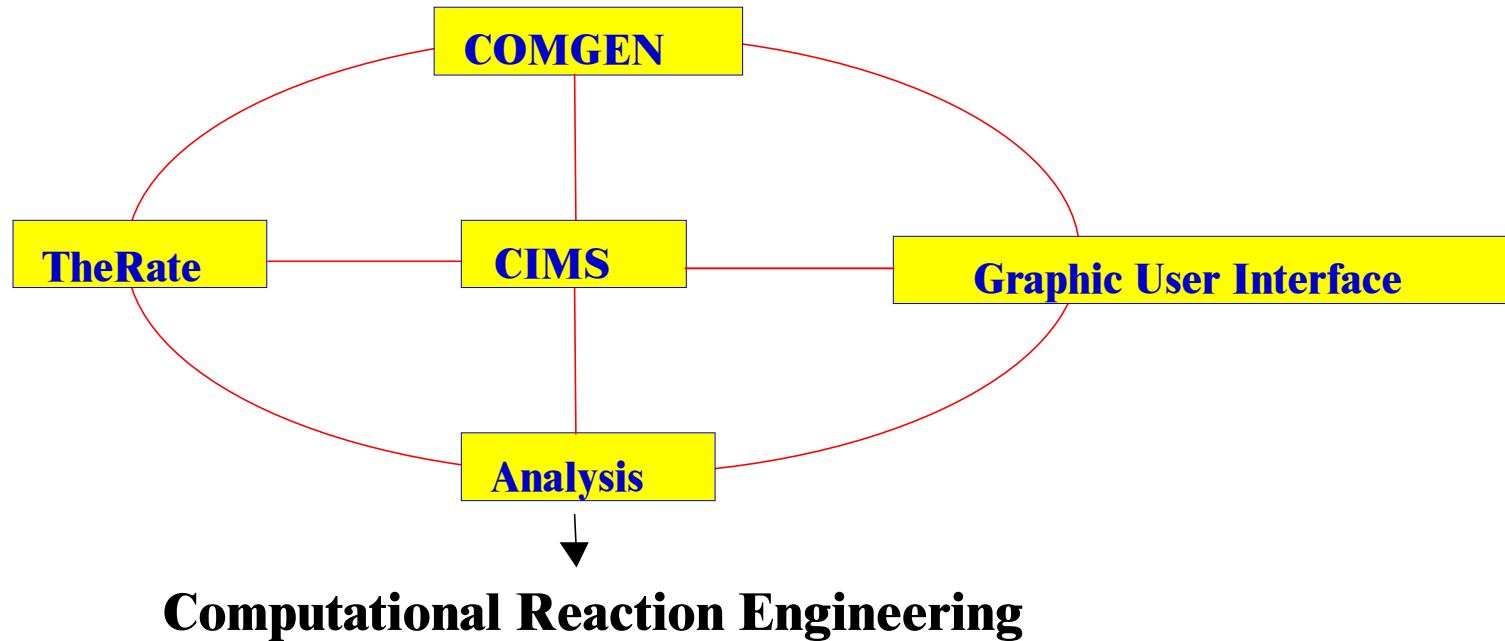 COMGEN
TheRate
CIMS
Graphic User Interface
Analysis
Computational Reaction Engineering